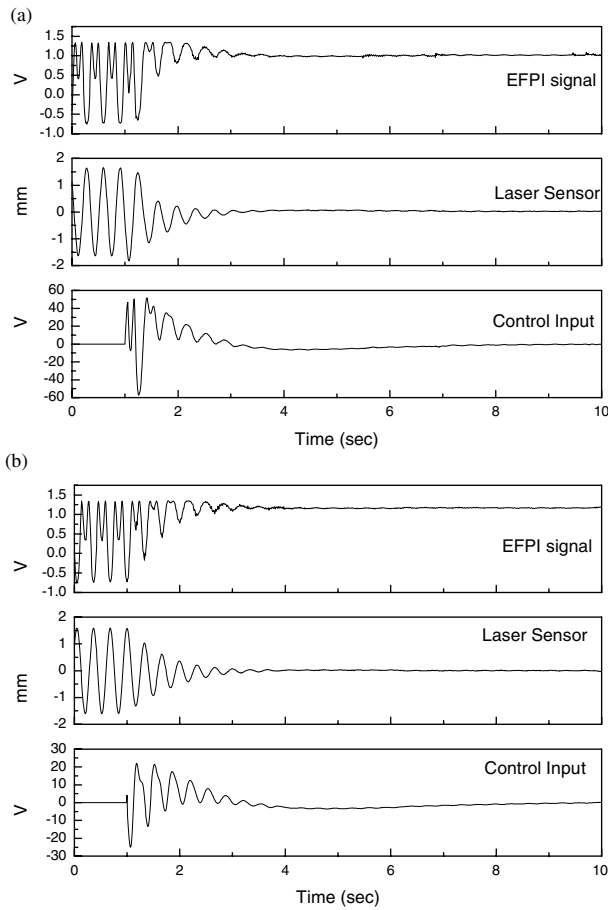 (a)
1.5
1.0
0.5
0.0
-0.5
-1.0
V
EFPI signal
2
1
0
-1
-2
mm
Laser Sensor
60
40
20
0
-20
-40
-60
V
Control Input
0 2 4 6 8 10
Time (sec)
(b)
1.5
1.0
0.5
0.0
-0.5
-1.0
V
EFPI signal
2
1
0
-1
-2
mm
Laser Sensor
30
20
10
0
-10
-20
-30
V
Control Input
0 2 4 6 8 10
Time (sec)